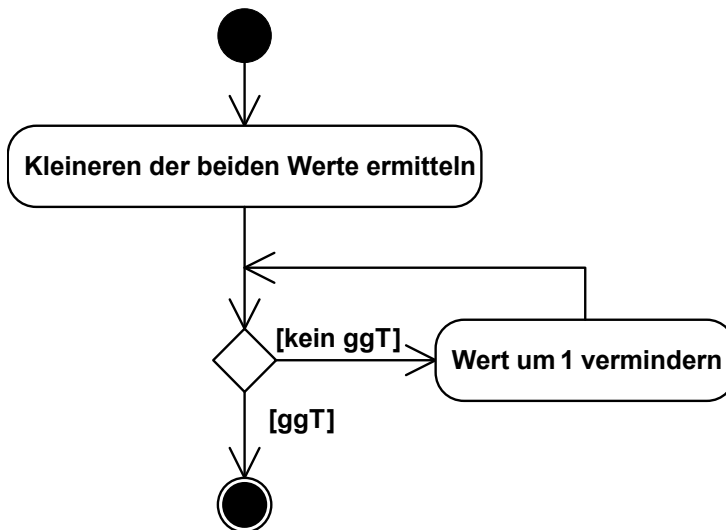 Kleineren der beiden Werte ermitteln
[kein ggT]
Wert um 1 vermindern
[ggT]